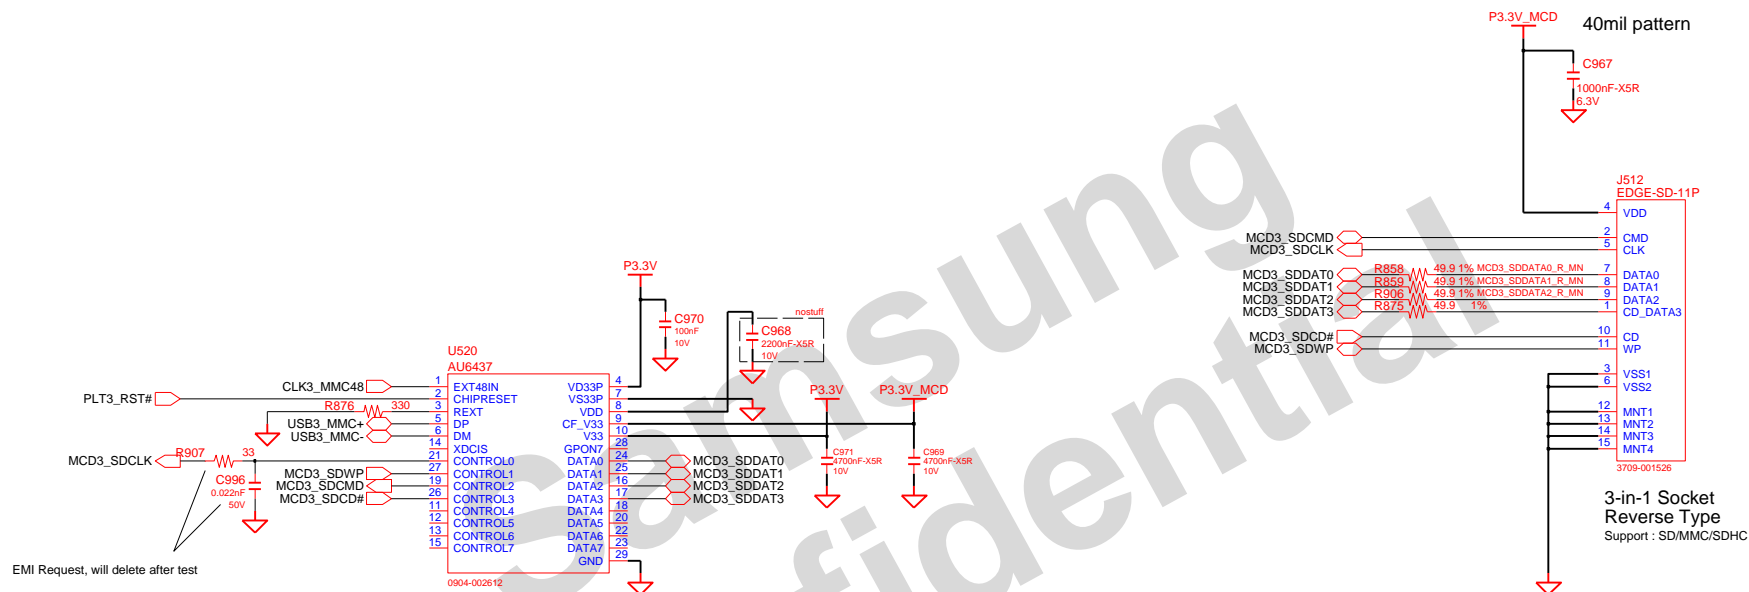 P3.3V_MCD
40mil pattern
C967
1000nF-X5R
6.3V
J512
EDGE-SD-11P
4 VDD
MCD3_SDCMD 2 CMD
MCD3_SDCLK 5 CLK
MCD3_SDDAT0 R858 49.9 1% MCD3_SDDATA0_R_MN 7 DATA0
MCD3_SDDAT1 R859 49.9 1% MCD3_SDDATA1_R_MN 8 DATA1
MCD3_SDDAT2 R906 49.9 1% MCD3_SDDATA2_R_MN 9 DATA2
MCD3_SDDAT3 R875 49.9 1% 1 CD_DATA3
MCD3_SDCD# 10 CD
MCD3_SDWP 11 WP
3 VSS1
6 VSS2
12 MNT1
13 MNT2
14 MNT3
15 MNT4
3709-001526
3-in-1 Socket
Reverse Type
Support : SD/MMC/SDHC
P3.3V
C970
100nF
10V
nostuff
C968
2200nF-X5R
10V
P3.3V
P3.3V_MCD
C971
4700nF-X5R
10V
C969
4700nF-X5R
10V
U520
AU6437
CLK3_MMC48 1 EXT48IN VD33P 4
PLT3_RST# 2 CHIPRESET VS33P 7
R876 330 3 REXT VDD 8
USB3_MMC+ 5 DP CF_V33 9
USB3_MMC- 6 DM V33 10
14 XDCIS GPON7 28
MCD3_SDCLK R907 33 21 CONTROL0 DATA0 24 MCD3_SDDAT0
MCD3_SDWP 27 CONTROL1 DATA1 25 MCD3_SDDAT1
MCD3_SDCMD 19 CONTROL2 DATA2 16 MCD3_SDDAT2
MCD3_SDCD# 26 CONTROL3 DATA3 17 MCD3_SDDAT3
11 CONTROL4 DATA4 18
12 CONTROL5 DATA5 20
13 CONTROL6 DATA6 22
15 CONTROL7 DATA7 23
GND 29
0904-002612
C996
0.022nF
50V
EMI Request, will delete after test
Samsung
fidential